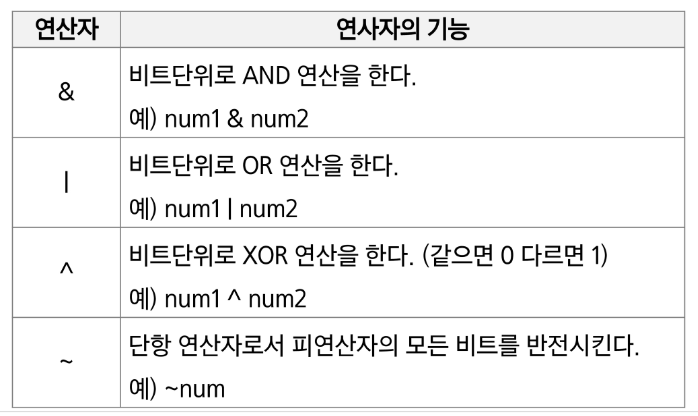 연산자 연사자의 기능
& 비트단위로 AND 연산을 한다.
예) num1 & num2
| 비트단위로 OR 연산을 한다.
예) num1 | num2
^ 비트단위로 XOR 연산을 한다. (같으면 0 다르면 1)
예) num1 ^ num2
~ 단항 연산자로서 피연산자의 모든 비트를 반전시킨다.
예) ~num